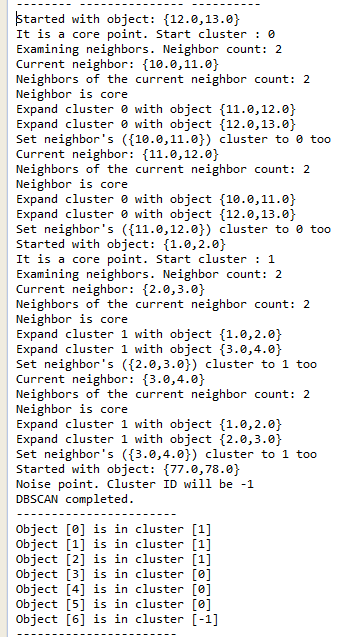 -------- --------- ----------
Started with object: {12.0,13.0}
It is a core point. Start cluster : 0
Examining neighbors. Neighbor count: 2
Current neighbor: {10.0,11.0}
Neighbors of the current neighbor count: 2
Neighbor is core
Expand cluster 0 with object {11.0,12.0}
Expand cluster 0 with object {12.0,13.0}
Set neighbor's ({10.0,11.0}) cluster to 0 too
Current neighbor: {11.0,12.0}
Neighbors of the current neighbor count: 2
Neighbor is core
Expand cluster 0 with object {10.0,11.0}
Expand cluster 0 with object {12.0,13.0}
Set neighbor's ({11.0,12.0}) cluster to 0 too
Started with object: {1.0,2.0}
It is a core point. Start cluster : 1
Examining neighbors. Neighbor count: 2
Current neighbor: {2.0,3.0}
Neighbors of the current neighbor count: 2
Neighbor is core
Expand cluster 1 with object {1.0,2.0}
Expand cluster 1 with object {3.0,4.0}
Set neighbor's ({2.0,3.0}) cluster to 1 too
Current neighbor: {3.0,4.0}
Neighbors of the current neighbor count: 2
Neighbor is core
Expand cluster 1 with object {1.0,2.0}
Expand cluster 1 with object {2.0,3.0}
Set neighbor's ({3.0,4.0}) cluster to 1 too
Started with object: {77.0,78.0}
Noise point. Cluster ID will be -1
DBSCAN completed.
-----------------------
Object [0] is in cluster [1]
Object [1] is in cluster [1]
Object [2] is in cluster [1]
Object [3] is in cluster [0]
Object [4] is in cluster [0]
Object [5] is in cluster [0]
Object [6] is in cluster [-1]
-----------------------